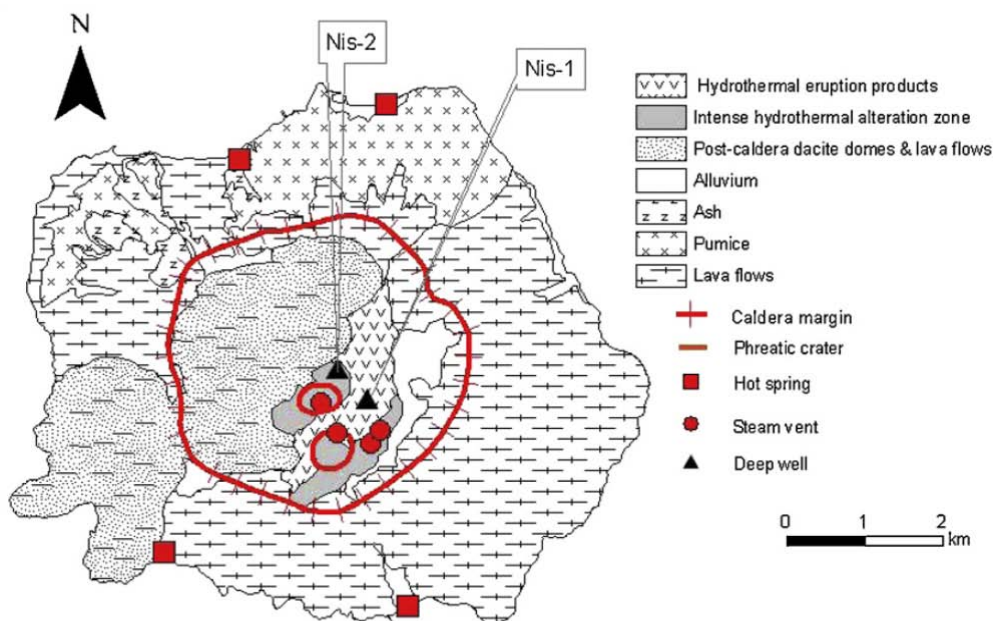 N
Nis-2
Nis-1
Hydrothermal eruption products
Intense hydrothermal alteration zone
Post-caldera dacite domes & lava flows
Alluvium
Ash
Pumice
Lava flows
Caldera margin
Phreatic crater
Hot spring
Steam vent
Deep well
0 1 2
km